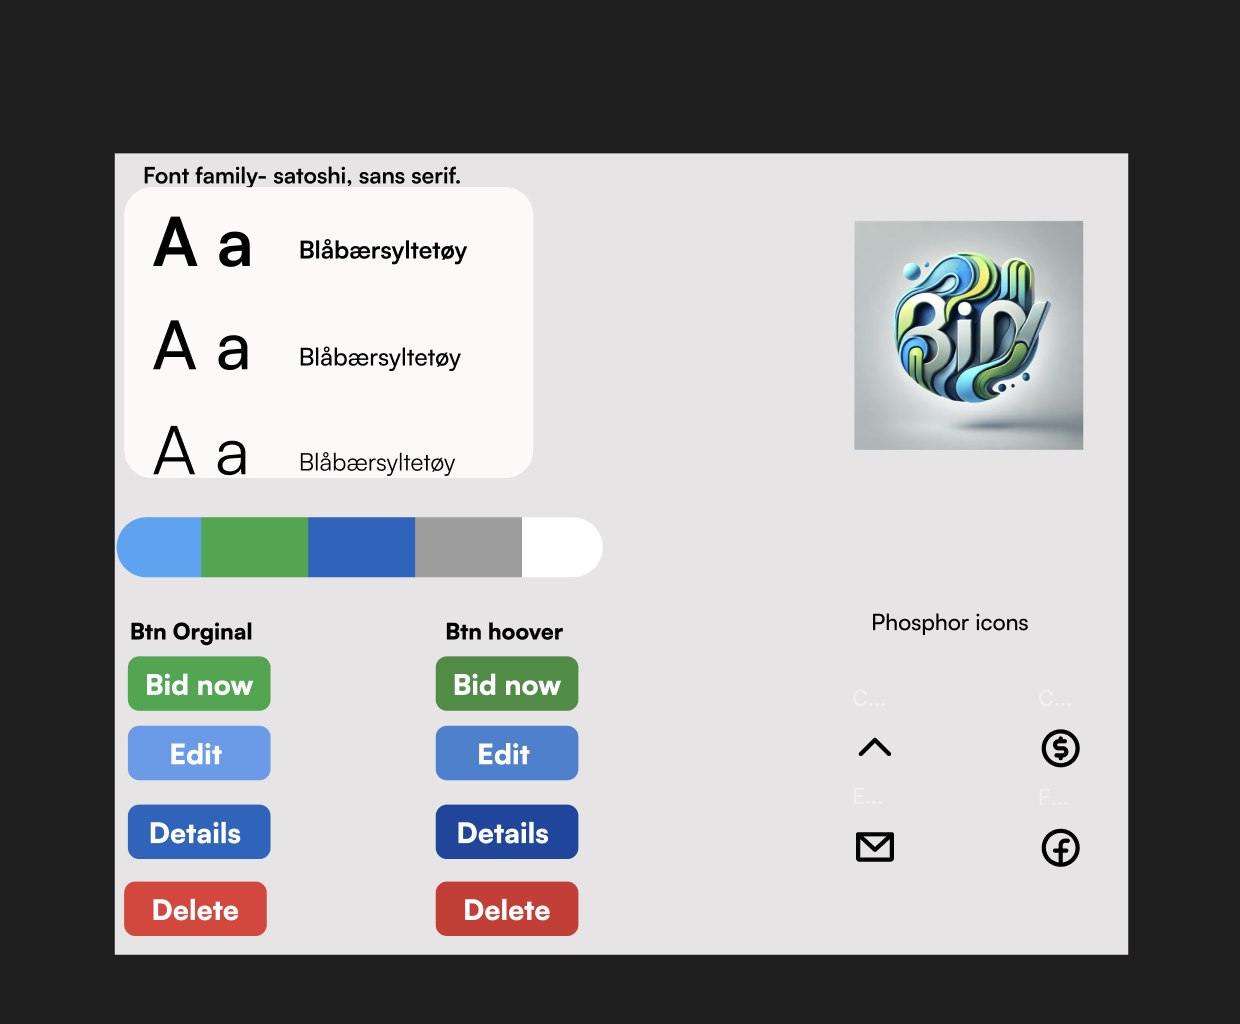 Font family- satoshi, sans serif.
A a Blåbærsyltetøy
A a Blåbærsyltetøy
A a Blåbærsyltetøy
Btn Orginal
Bid now
Edit
Details
Delete
Btn hoover
Bid now
Edit
Details
Delete
Phosphor icons
C... C...
E... F...